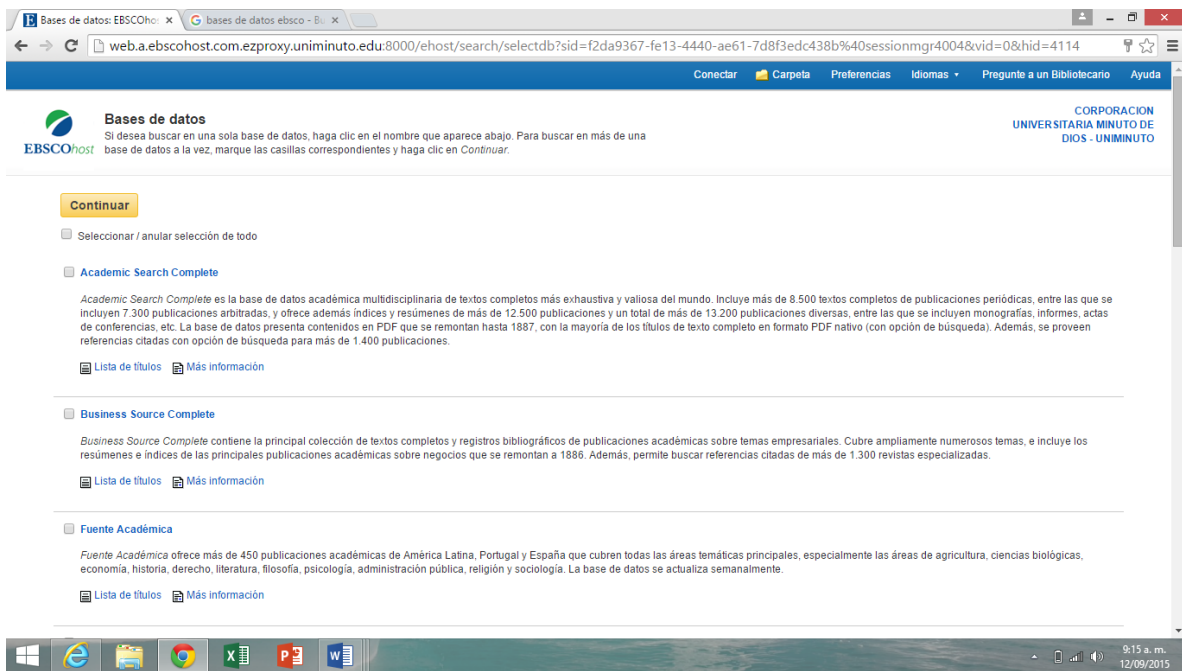 Bases de datos: EBSCOho:
bases de datos ebsco - Bu
web.a.ebscohost.com.ezproxy.uniminuto.edu:8000/ehost/search/selectdb?sid=f2da9367-fe13-4440-ae61-7d8f3edc438b%40sessionmgr4004&vid=0&hid=4114
Conectar Carpeta Preferencias Idiomas Pregunte a un Bibliotecario Ayuda
EBSCOhost
Bases de datos
Si desea buscar en una sola base de datos, haga clic en el nombre que aparece abajo. Para buscar en más de una
base de datos a la vez, marque las casillas correspondientes y haga clic en Continuar.
CORPORACION
UNIVERSITARIA MINUTO DE
DIOS - UNIMINUTO
Continuar
Seleccionar / anular selección de todo
Academic Search Complete
Academic Search Complete es la base de datos académica multidisciplinaria de textos completos más exhaustiva y valiosa del mundo. Incluye más de 8.500 textos completos de publicaciones periódicas, entre las que se
incluyen 7.300 publicaciones arbitradas, y ofrece además índices y resúmenes de más de 12.500 publicaciones y un total de más de 13.200 publicaciones diversas, entre las que se incluyen monografías, informes, actas
de conferencias, etc. La base de datos presenta contenidos en PDF que se remontan hasta 1887, con la mayoría de los títulos de texto completo en formato PDF nativo (con opción de búsqueda). Además, se proveen
referencias citadas con opción de búsqueda para más de 1.400 publicaciones.
Lista de títulos Más información
Business Source Complete
Business Source Complete contiene la principal colección de textos completos y registros bibliográficos de publicaciones académicas sobre temas empresariales. Cubre ampliamente numerosos temas, e incluye los
resúmenes e índices de las principales publicaciones académicas sobre negocios que se remontan a 1886. Además, permite buscar referencias citadas de más de 1.300 revistas especializadas.
Lista de títulos Más información
Fuente Académica
Fuente Académica ofrece más de 450 publicaciones académicas de América Latina, Portugal y España que cubren todas las áreas temáticas principales, especialmente las áreas de agricultura, ciencias biológicas,
economía, historia, derecho, literatura, filosofía, psicología, administración pública, religión y sociología. La base de datos se actualiza semanalmente.
Lista de títulos Más información
9:15 a. m.
12/09/2015